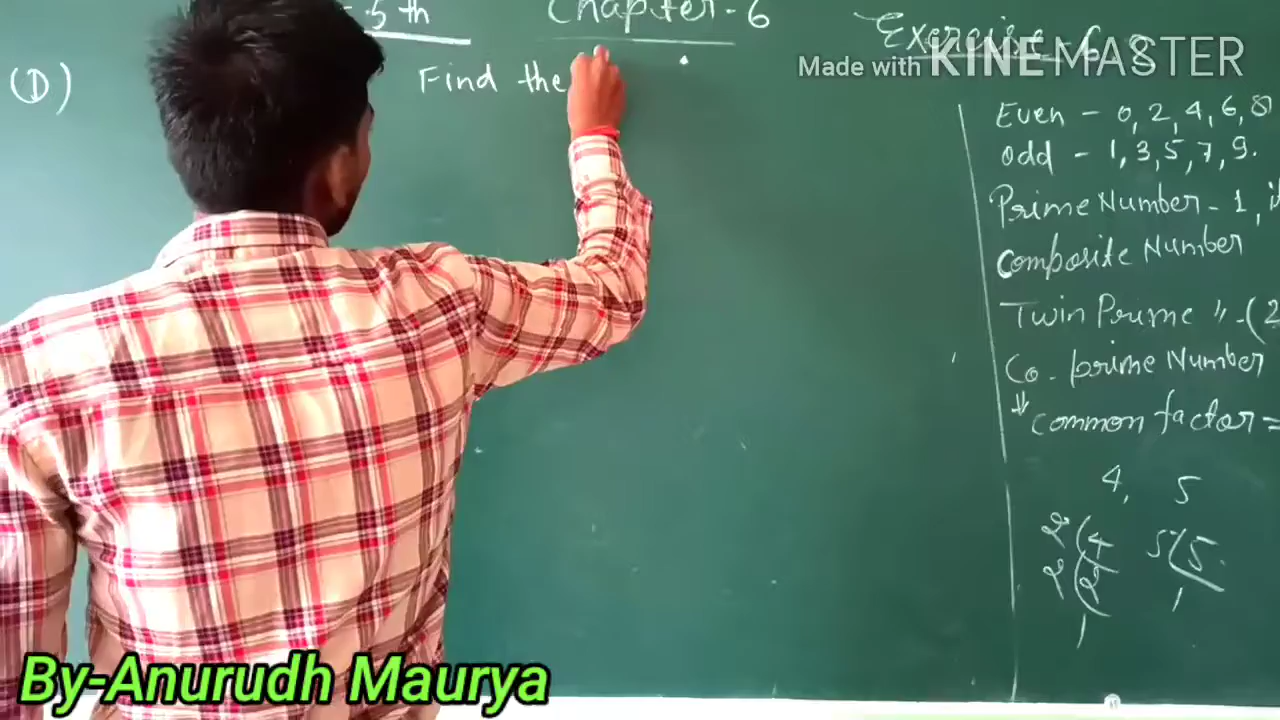 5th Chapter-6 Exercise 6.
Made with KINEMASTER
(D) Find the
Even - 0, 2, 4, 6, 8
odd - 1, 3, 5, 7, 9.
Prime Number - 1,
Composite Number
Twin Prime " - (2
Co-prime Number
⇓ Common factor =
4, 5
2 4 5 5
2 2 1
1
By-Anurudh Maurya